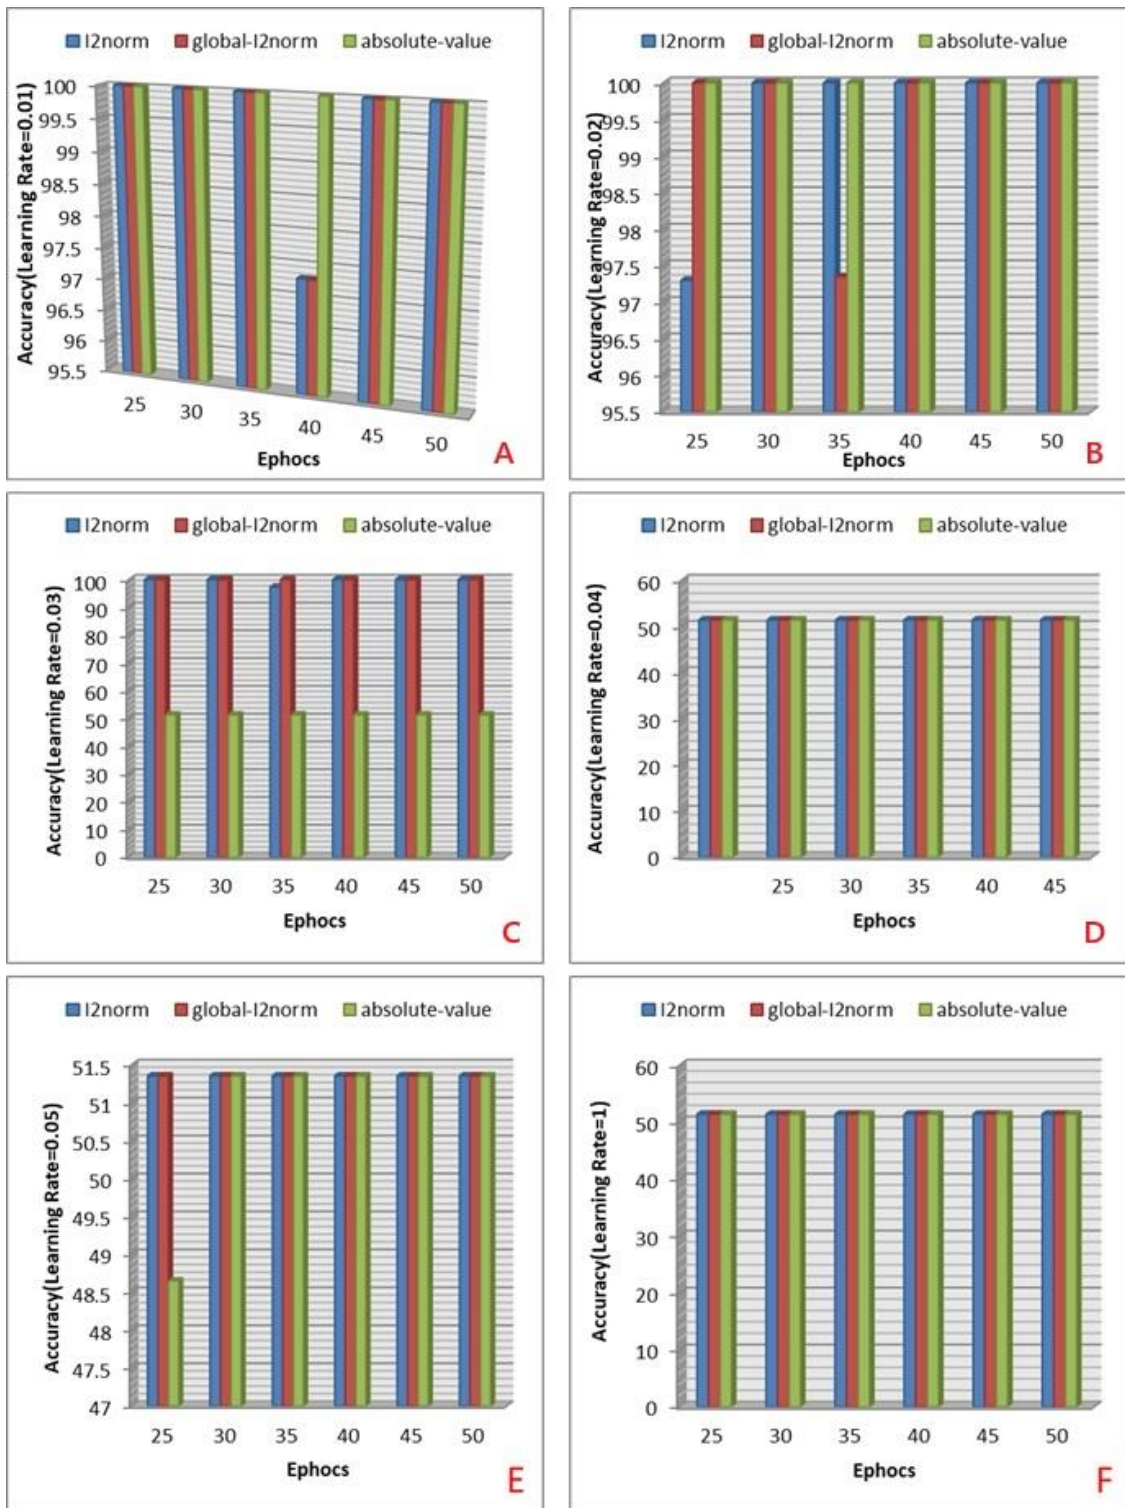 l2norm global-l2norm absolute-value
Accuracy(Learning Rate=0.01)
100
99.5
99
98.5
98
97.5
97
96.5
96
95.5
25 30 35 40 45 50
Ephocs
A
l2norm global-l2norm absolute-value
Accuracy(Learning Rate=0.02)
100
99.5
99
98.5
98
97.5
97
96.5
96
95.5
25 30 35 40 45 50
Ephocs
B
l2norm global-l2norm absolute-value
Accuracy(Learning Rate=0.03)
100
90
80
70
60
50
40
30
20
10
0
25 30 35 40 45 50
Ephocs
C
l2norm global-l2norm absolute-value
Accuracy(Learning Rate=0.04)
60
50
40
30
20
10
0
25 30 35 40 45
Ephocs
D
l2norm global-l2norm absolute-value
Accuracy(Learning Rate=0.05)
51.5
51
50.5
50
49.5
49
48.5
48
47.5
47
25 30 35 40 45 50
Ephocs
E
l2norm global-l2norm absolute-value
Accuracy(Learning Rate=1)
60
50
40
30
20
10
0
25 30 35 40 45 50
Ephocs
F